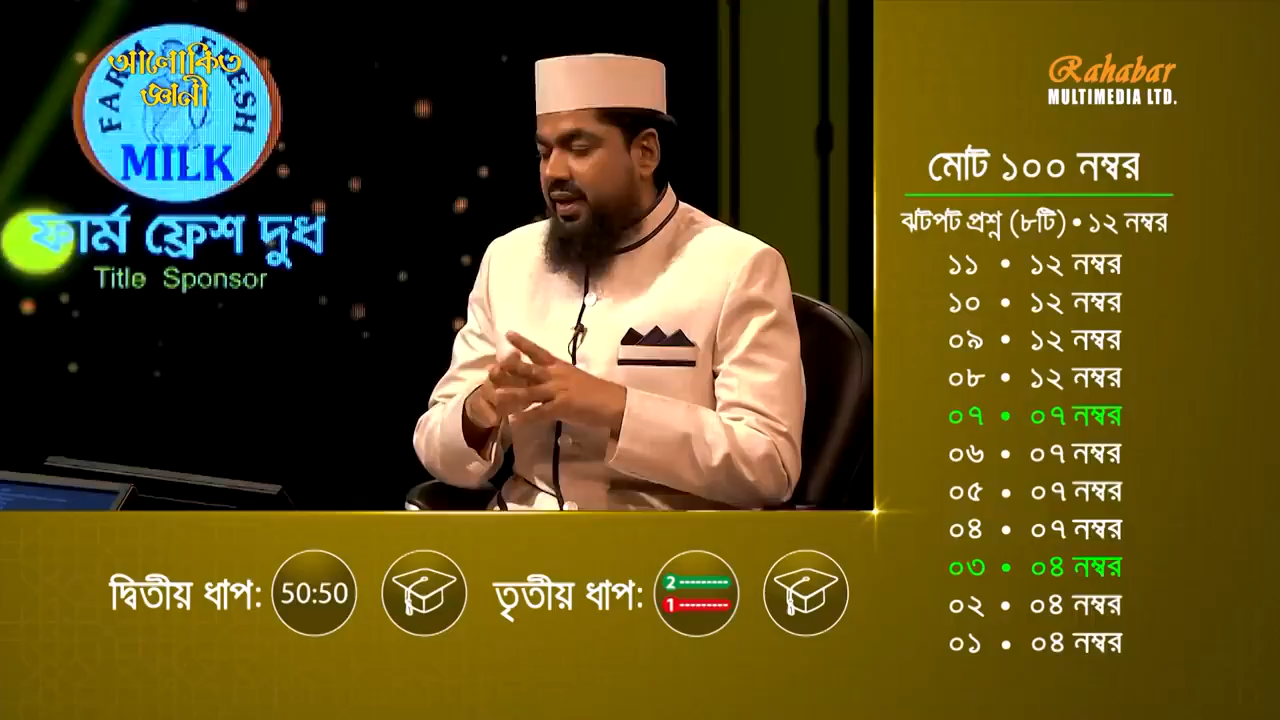 আলোকিত
জ্ঞানী
FARM FRESH
MILK
ফার্ম ফ্রেশ দুধ
Title Sponsor
Rahabar
MULTIMEDIA LTD.
মোট ১০০ নম্বর
ঝটপট প্রশ্ন (৮টি) • ১২ নম্বর
১১ • ১২ নম্বর
১০ • ১২ নম্বর
০৯ • ১২ নম্বর
০৮ • ১২ নম্বর
০৭ • ০৭ নম্বর
০৬ • ০৭ নম্বর
০৫ • ০৭ নম্বর
০৪ • ০৭ নম্বর
০৩ • ০৪ নম্বর
০২ • ০৪ নম্বর
০১ • ০৪ নম্বর
দ্বিতীয় ধাপ: 50:50 তৃতীয় ধাপ: 2 ---------
1 ---------